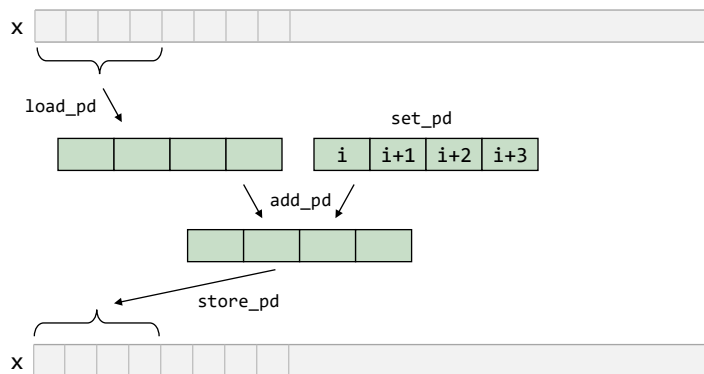 x
load_pd
set_pd
i i+1 i+2 i+3
add_pd
store_pd
x